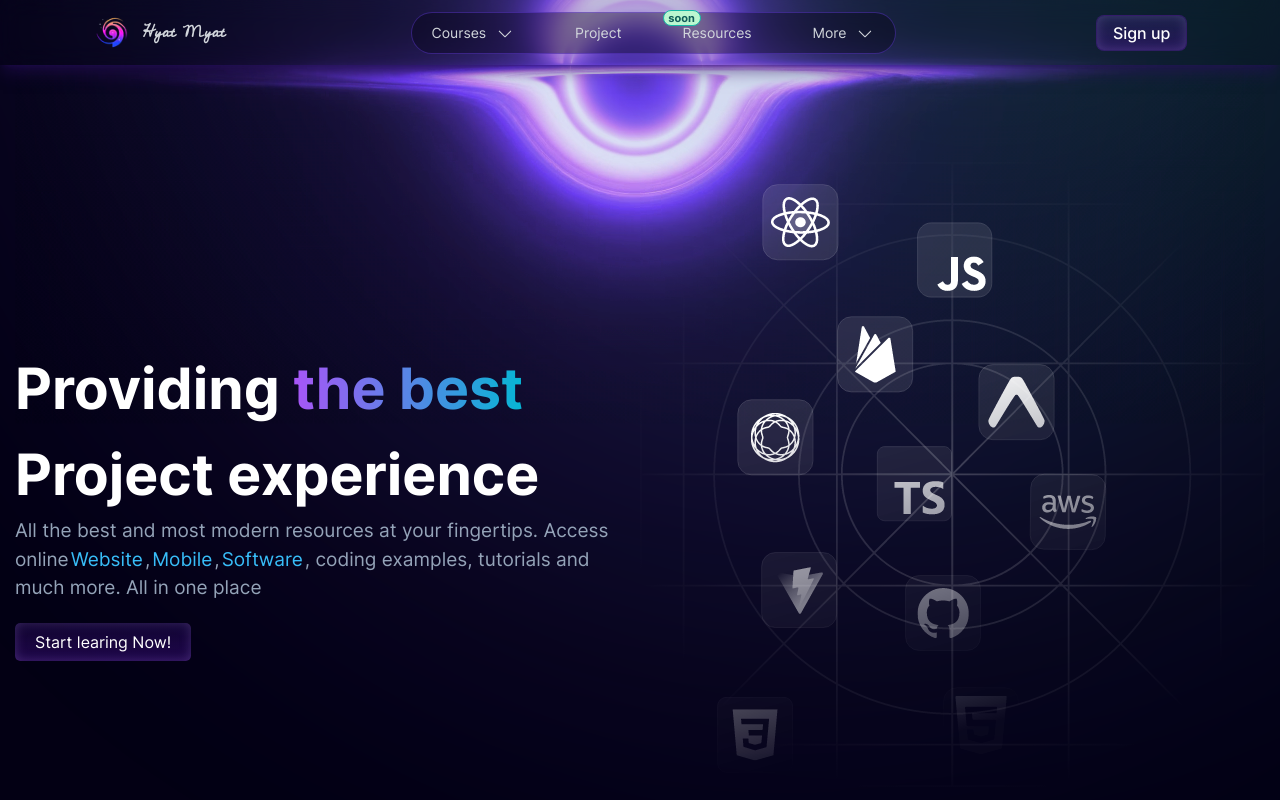 Hyat Myat
Courses
Project
soon
Resources
More
Sign up
Providing the best
Project experience
All the best and most modern resources at your fingertips. Access
online Website , Mobile , Software , coding examples, tutorials and
much more. All in one place
Start learing Now!
JS
TS
aws
3
5